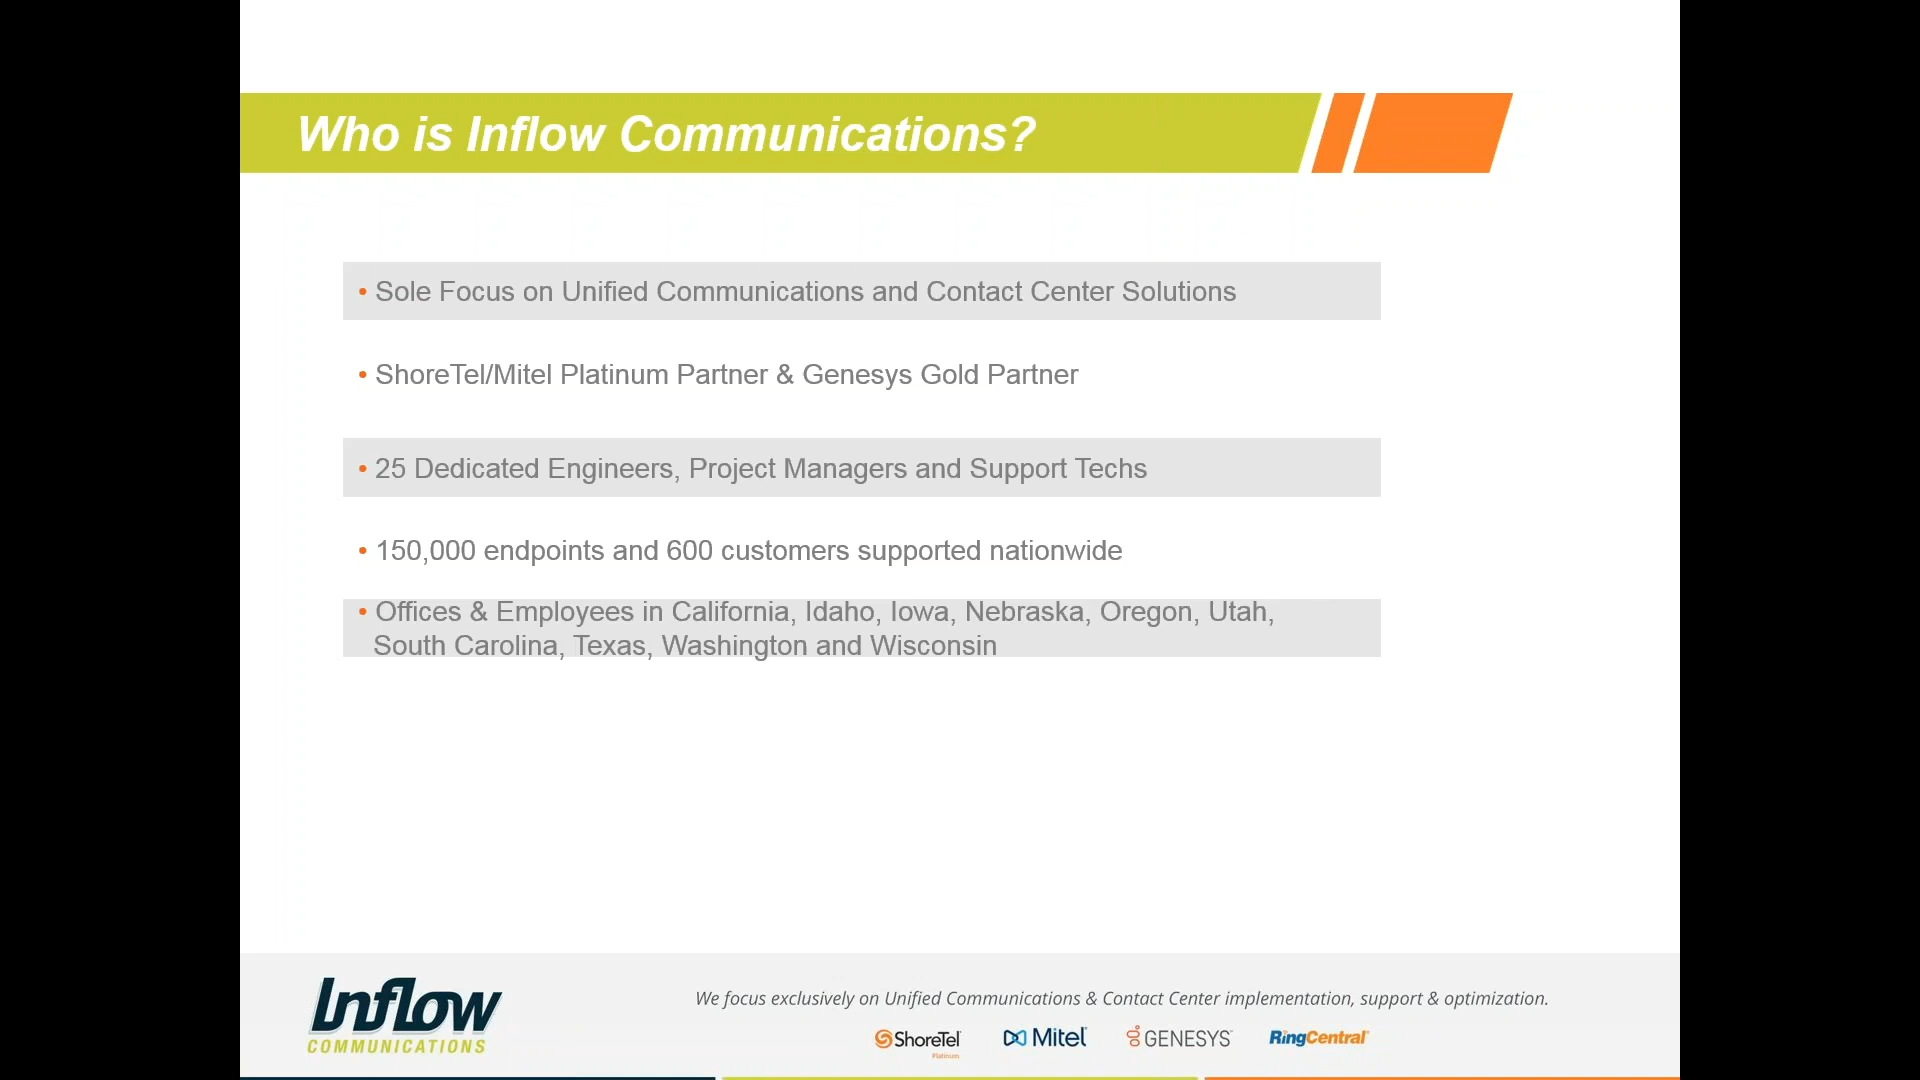 Who is Inflow Communications?
• Sole Focus on Unified Communications and Contact Center Solutions
• ShoreTel/Mitel Platinum Partner & Genesys Gold Partner
• 25 Dedicated Engineers, Project Managers and Support Techs
• 150,000 endpoints and 600 customers supported nationwide
• Offices & Employees in California, Idaho, Iowa, Nebraska, Oregon, Utah,
South Carolina, Texas, Washington and Wisconsin
Inflow
COMMUNICATIONS
We focus exclusively on Unified Communications & Contact Center implementation, support & optimization.
ShoreTel Mitel GENESYS RingCentral
Platinum